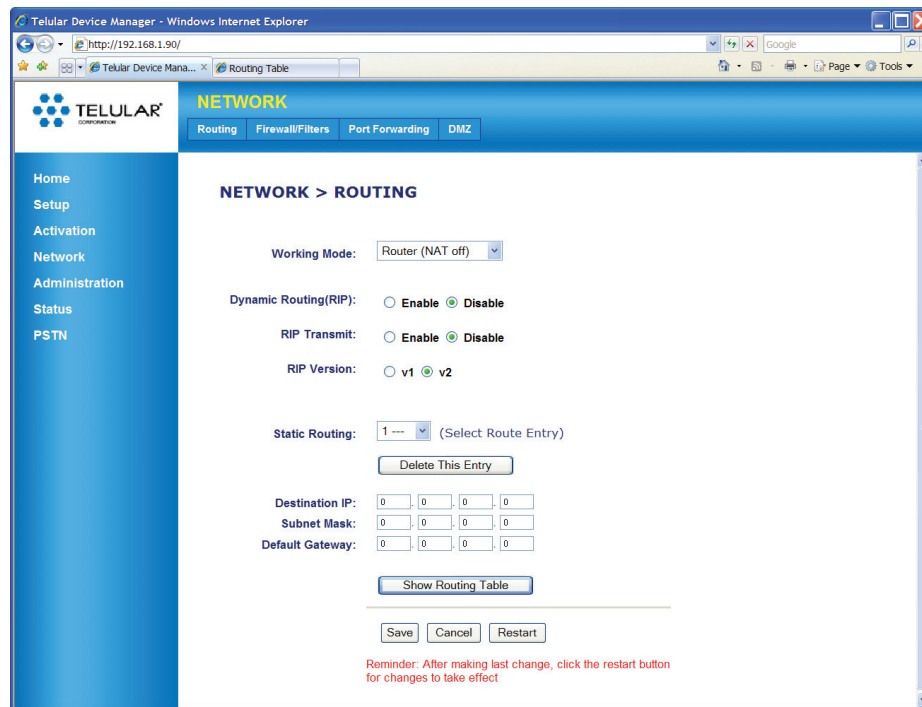 Telular Device Manager - Windows Internet Explorer
http://192.168.1.90/
Google
Telular Device Mana... X
Routing Table
Page
Tools
TELULAR
CORPORATION
NETWORK
Routing Firewall/Filters Port Forwarding DMZ
Home
Setup
Activation
Network
Administration
Status
PSTN
NETWORK > ROUTING
Working Mode: Router (NAT off)
Dynamic Routing(RIP): Enable Disable
RIP Transmit: Enable Disable
RIP Version: v1 v2
Static Routing: 1 --- (Select Route Entry)
Delete This Entry
Destination IP: 0 . 0 . 0 . 0
Subnet Mask: 0 . 0 . 0 . 0
Default Gateway: 0 . 0 . 0 . 0
Show Routing Table
Save Cancel Restart
Reminder: After making last change, click the restart button
for changes to take effect